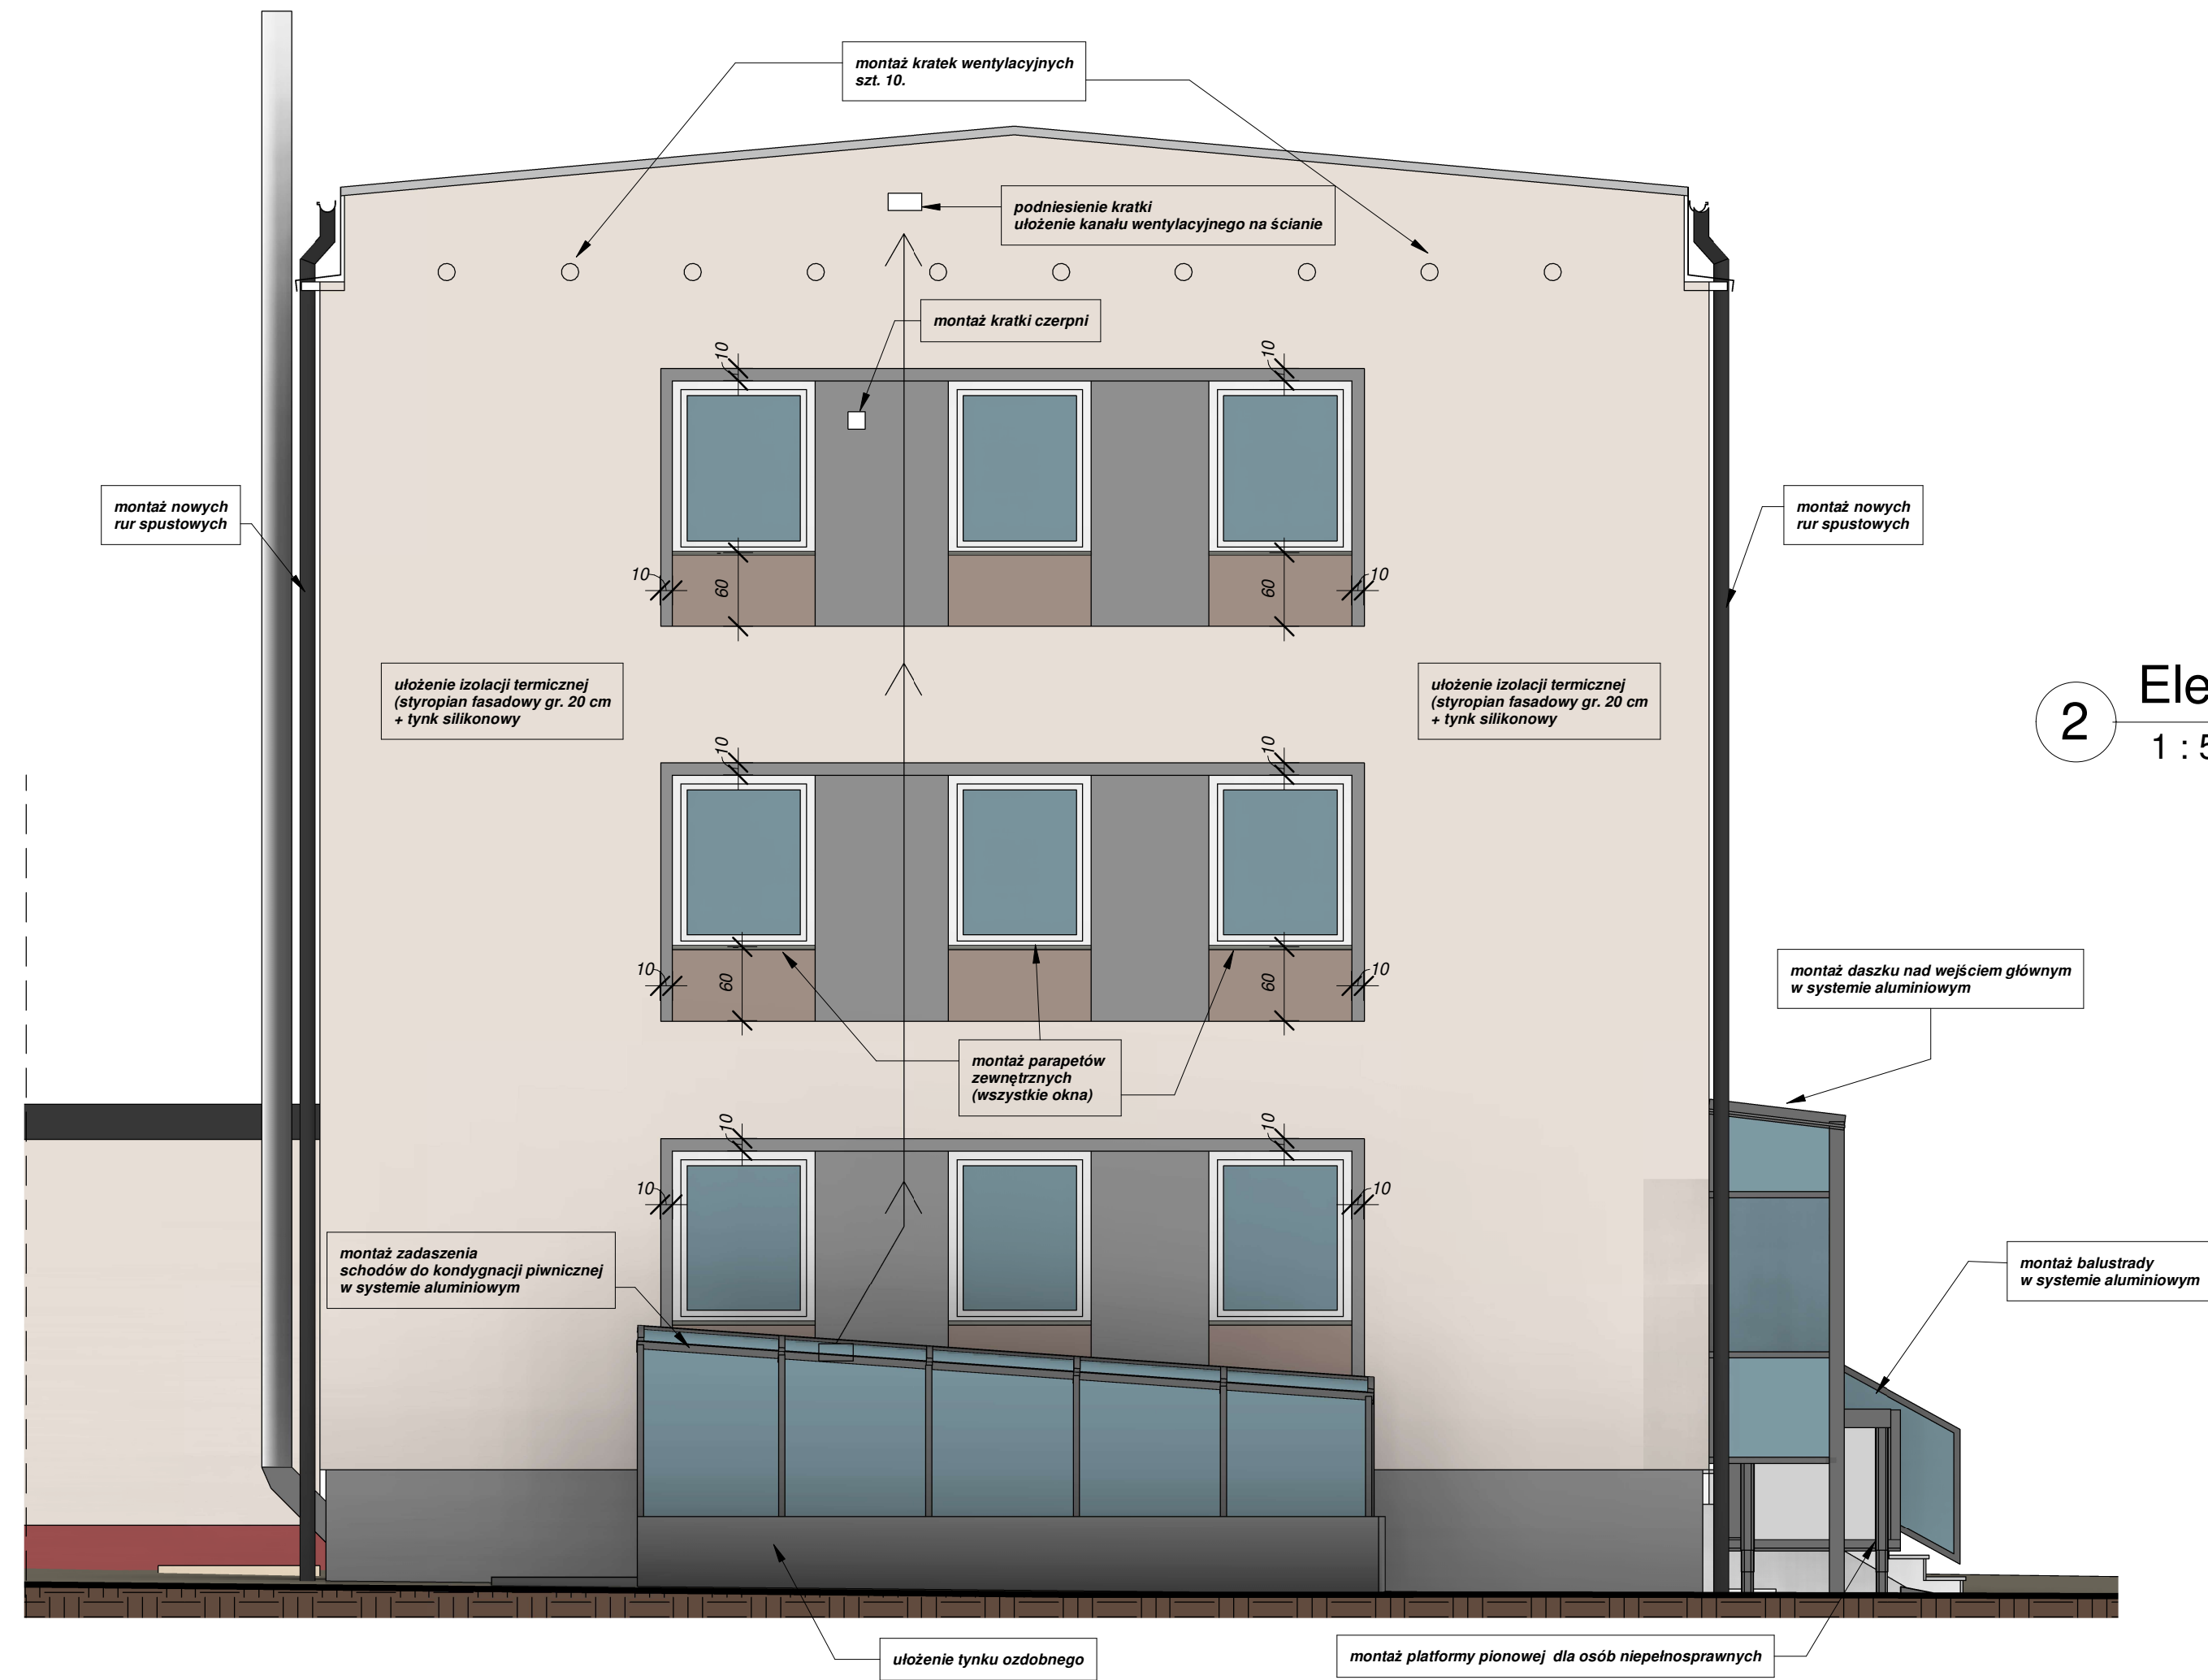 montaż kratek wentylacyjnych
szt. 10.
podniesienie kratki
ułożenie kanału wentylacyjnego na ścianie
montaż kratki czerpni
10
10
montaż nowych
rur spustowych
montaż nowych
rur spustowych
10
60
60
10
ułożenie izolacji termicznej
(styropian fasadowy gr. 20 cm
+ tynk silikonowy
ułożenie izolacji termicznej
(styropian fasadowy gr. 20 cm
+ tynk silikonowy
2
Ele
1 : 5
10
10
10
60
60
10
montaż daszku nad wejściem głównym
w systemie aluminiowym
montaż parapetów
zewnętrznych
(wszystkie okna)
10
10
10
10
montaż zadaszenia
schodów do kondygnacji piwnicznej
w systemie aluminiowym
montaż balustrady
w systemie aluminiowym
ułożenie tynku ozdobnego
montaż platformy pionowej dla osób niepełnosprawnych